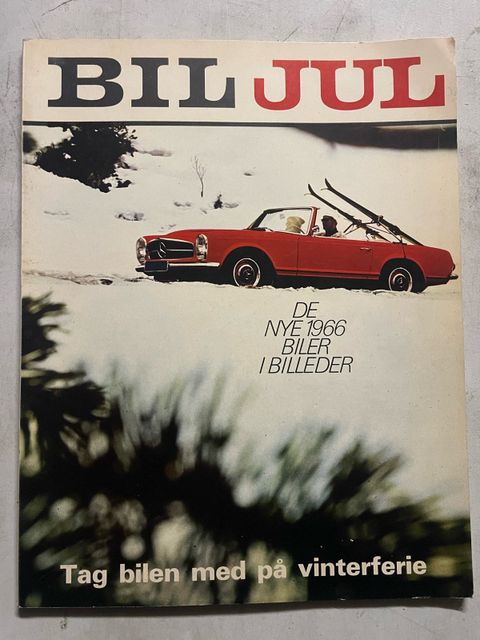 BIL JUL
DE
NYE 1966
BILER
I BILLEDER
Tag bilen med på vinterferie